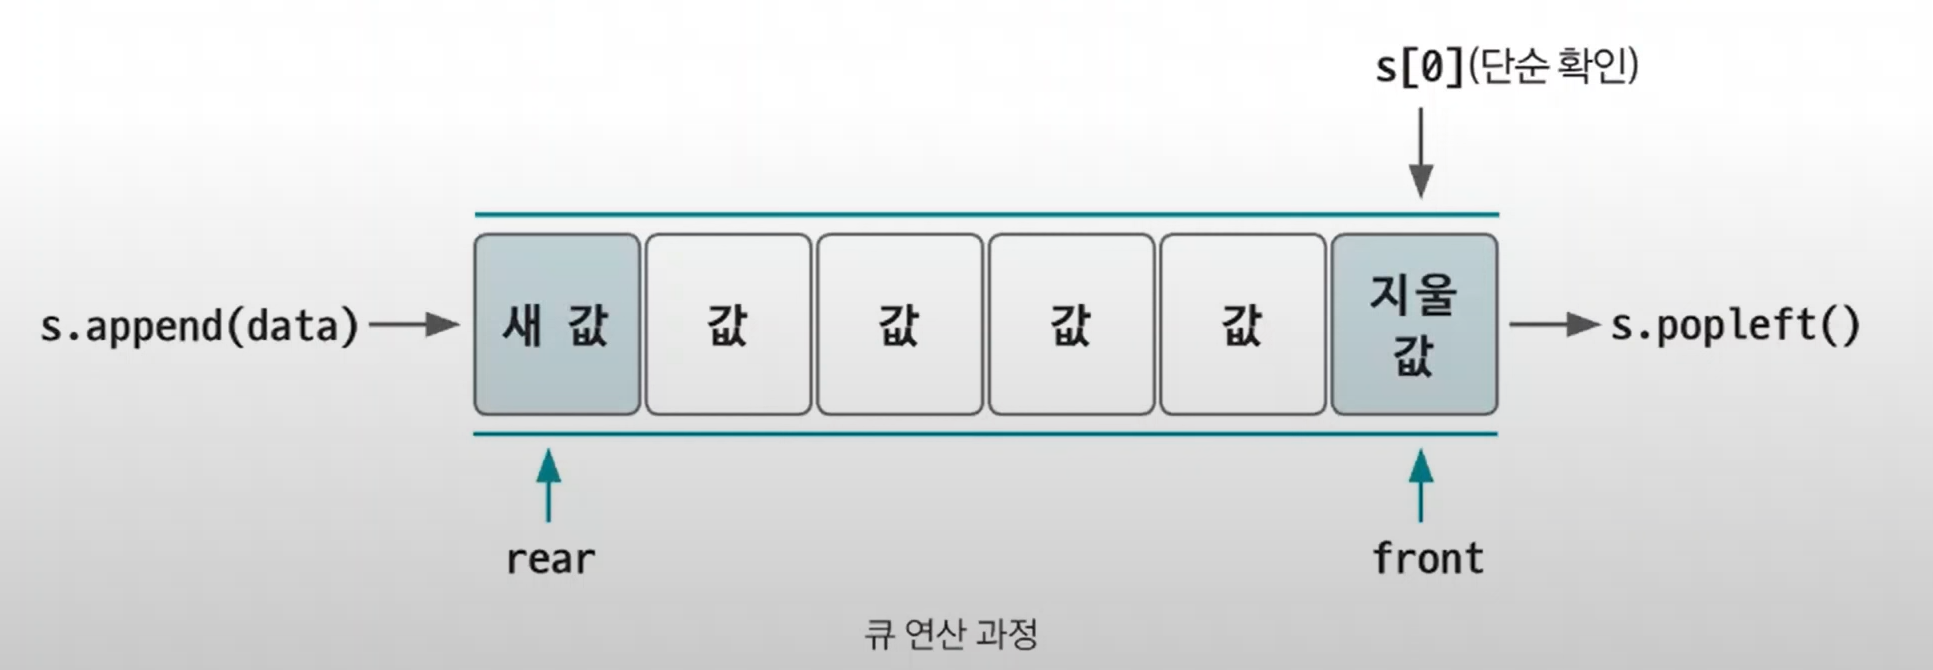 s[0](단순 확인)
s.append(data)
새 값
값
값
값
값
지울
값
s.popleft()
rear
front
큐 연산 과정